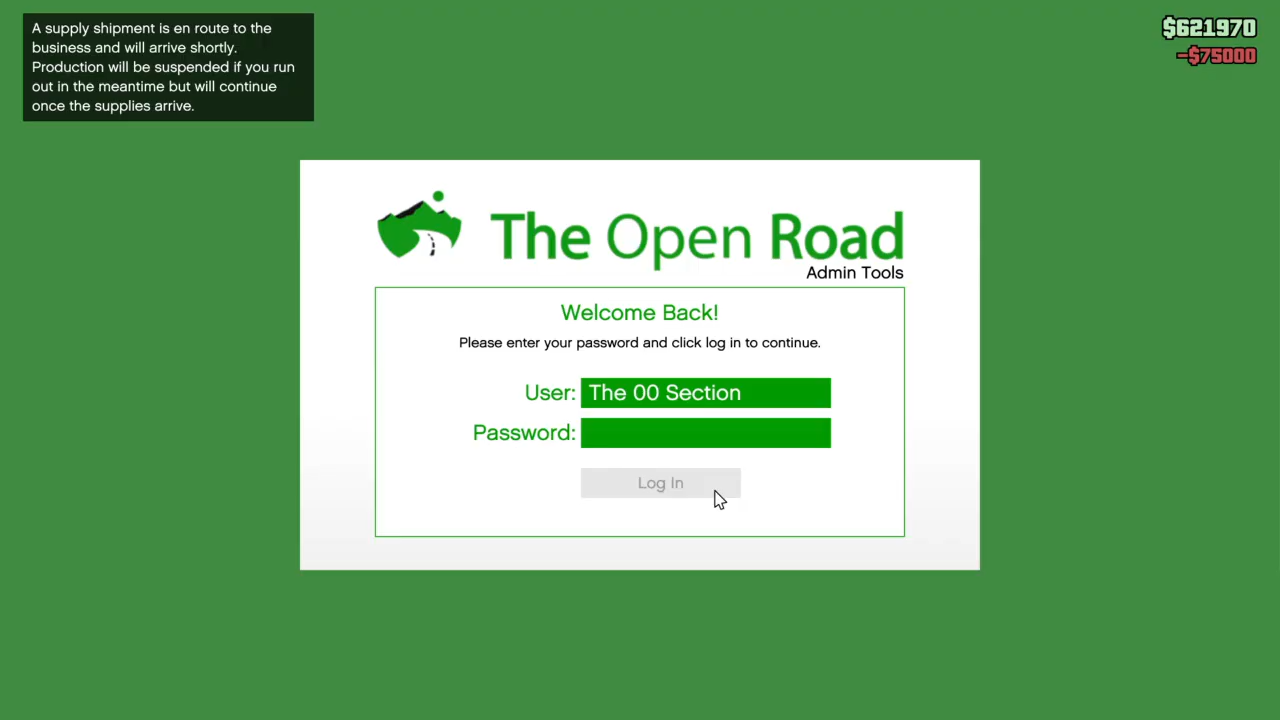 A supply shipment is en route to the
business and will arrive shortly.
Production will be suspended if you run
out in the meantime but will continue
once the supplies arrive.
$621970
-$75000
The Open Road
Admin Tools
Welcome Back!
Please enter your password and click log in to continue.
User: The 00 Section
Password:
Log In